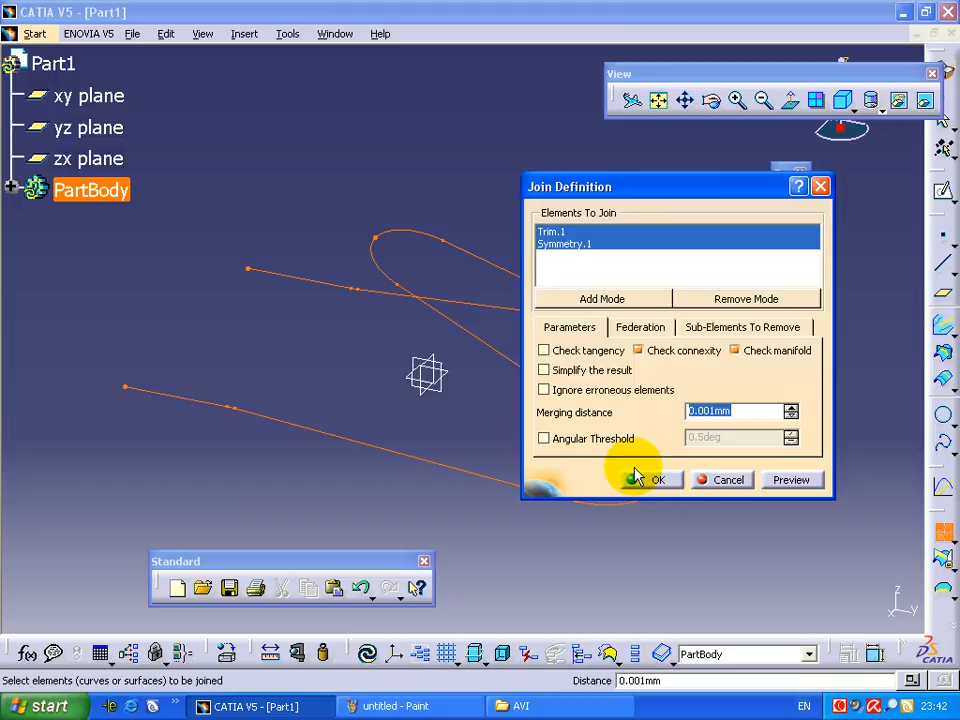 CATIA V5 - [Part1]
Start ENOVIA V5 File Edit View Insert Tools Window Help
Part1
xy plane
yz plane
zx plane
PartBody
View
Join Definition
Elements To Join
Trim.1
Symmetry.1
Add Mode Remove Mode
Parameters Federation Sub-Elements To Remove
Check tangency Check connexity Check manifold
Simplify the result
Ignore erroneous elements
Merging distance 0.001mm
Angular Threshold 0.5deg
OK Cancel Preview
Standard
z
x y
f(x) PartBody
CATIA
Select elements (curves or surfaces) to be joined Distance 0.001mm
start CATIA V5 - [Part1] untitled - Paint AVI EN 23:42